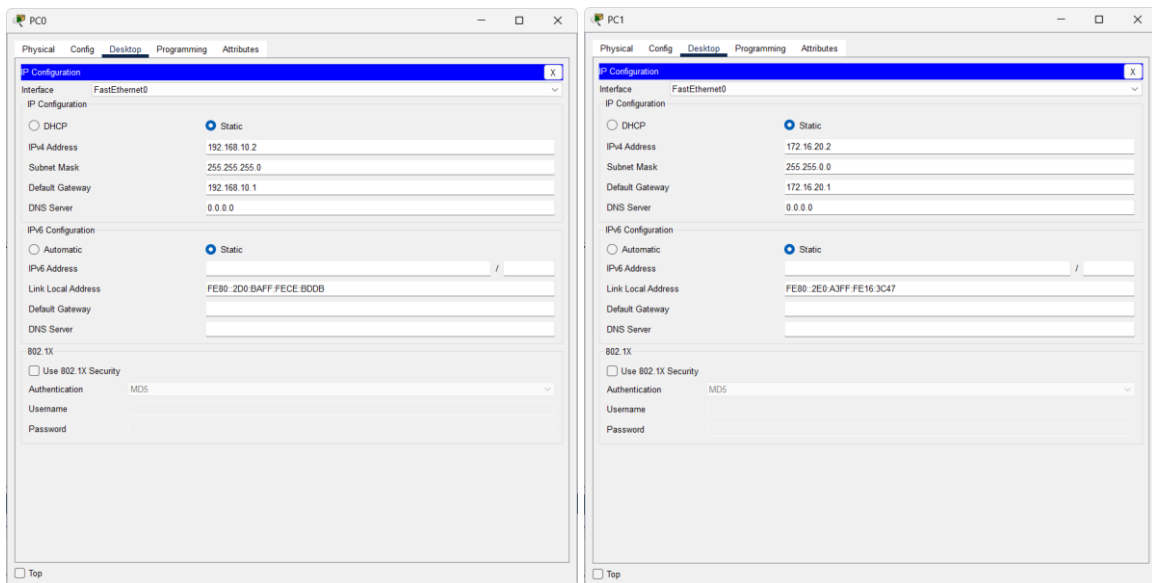 PC0
Physical Config Desktop Programming Attributes
IP Configuration X
Interface FastEthernet0
IP Configuration
DHCP Static
IPv4 Address 192.168.10.2
Subnet Mask 255.255.255.0
Default Gateway 192.168.10.1
DNS Server 0.0.0.0
IPv6 Configuration
Automatic Static
IPv6 Address /
Link Local Address FE80::2D0:BAFF:FECE:BDDB
Default Gateway
DNS Server
802.1X
Use 802.1X Security
Authentication MD5
Username
Password
Top
PC1
Physical Config Desktop Programming Attributes
IP Configuration X
Interface FastEthernet0
IP Configuration
DHCP Static
IPv4 Address 172.16.20.2
Subnet Mask 255.255.0.0
Default Gateway 172.16.20.1
DNS Server 0.0.0.0
IPv6 Configuration
Automatic Static
IPv6 Address /
Link Local Address FE80::2E0:A3FF:FE16:3C47
Default Gateway
DNS Server
802.1X
Use 802.1X Security
Authentication MD5
Username
Password
Top